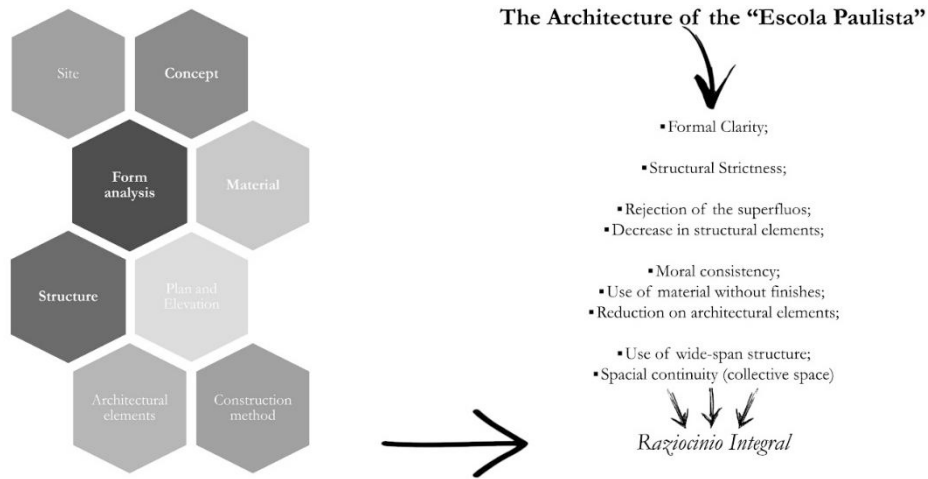 The Architecture of the “Escola Paulista”
Site
Concept
Form
analysis
Material
Structure
Plan and
Elevation
Architectural
elements
Construction
method
▪Formal Clarity;
▪Structural Strictness;
▪Rejection of the superfluos;
▪Decrease in structural elements;
▪Moral consistency;
▪Use of material without finishes;
▪Reduction on architectural elements;
▪Use of wide-span structure;
▪Spacial continuity (collective space)
Raziocinio Integral